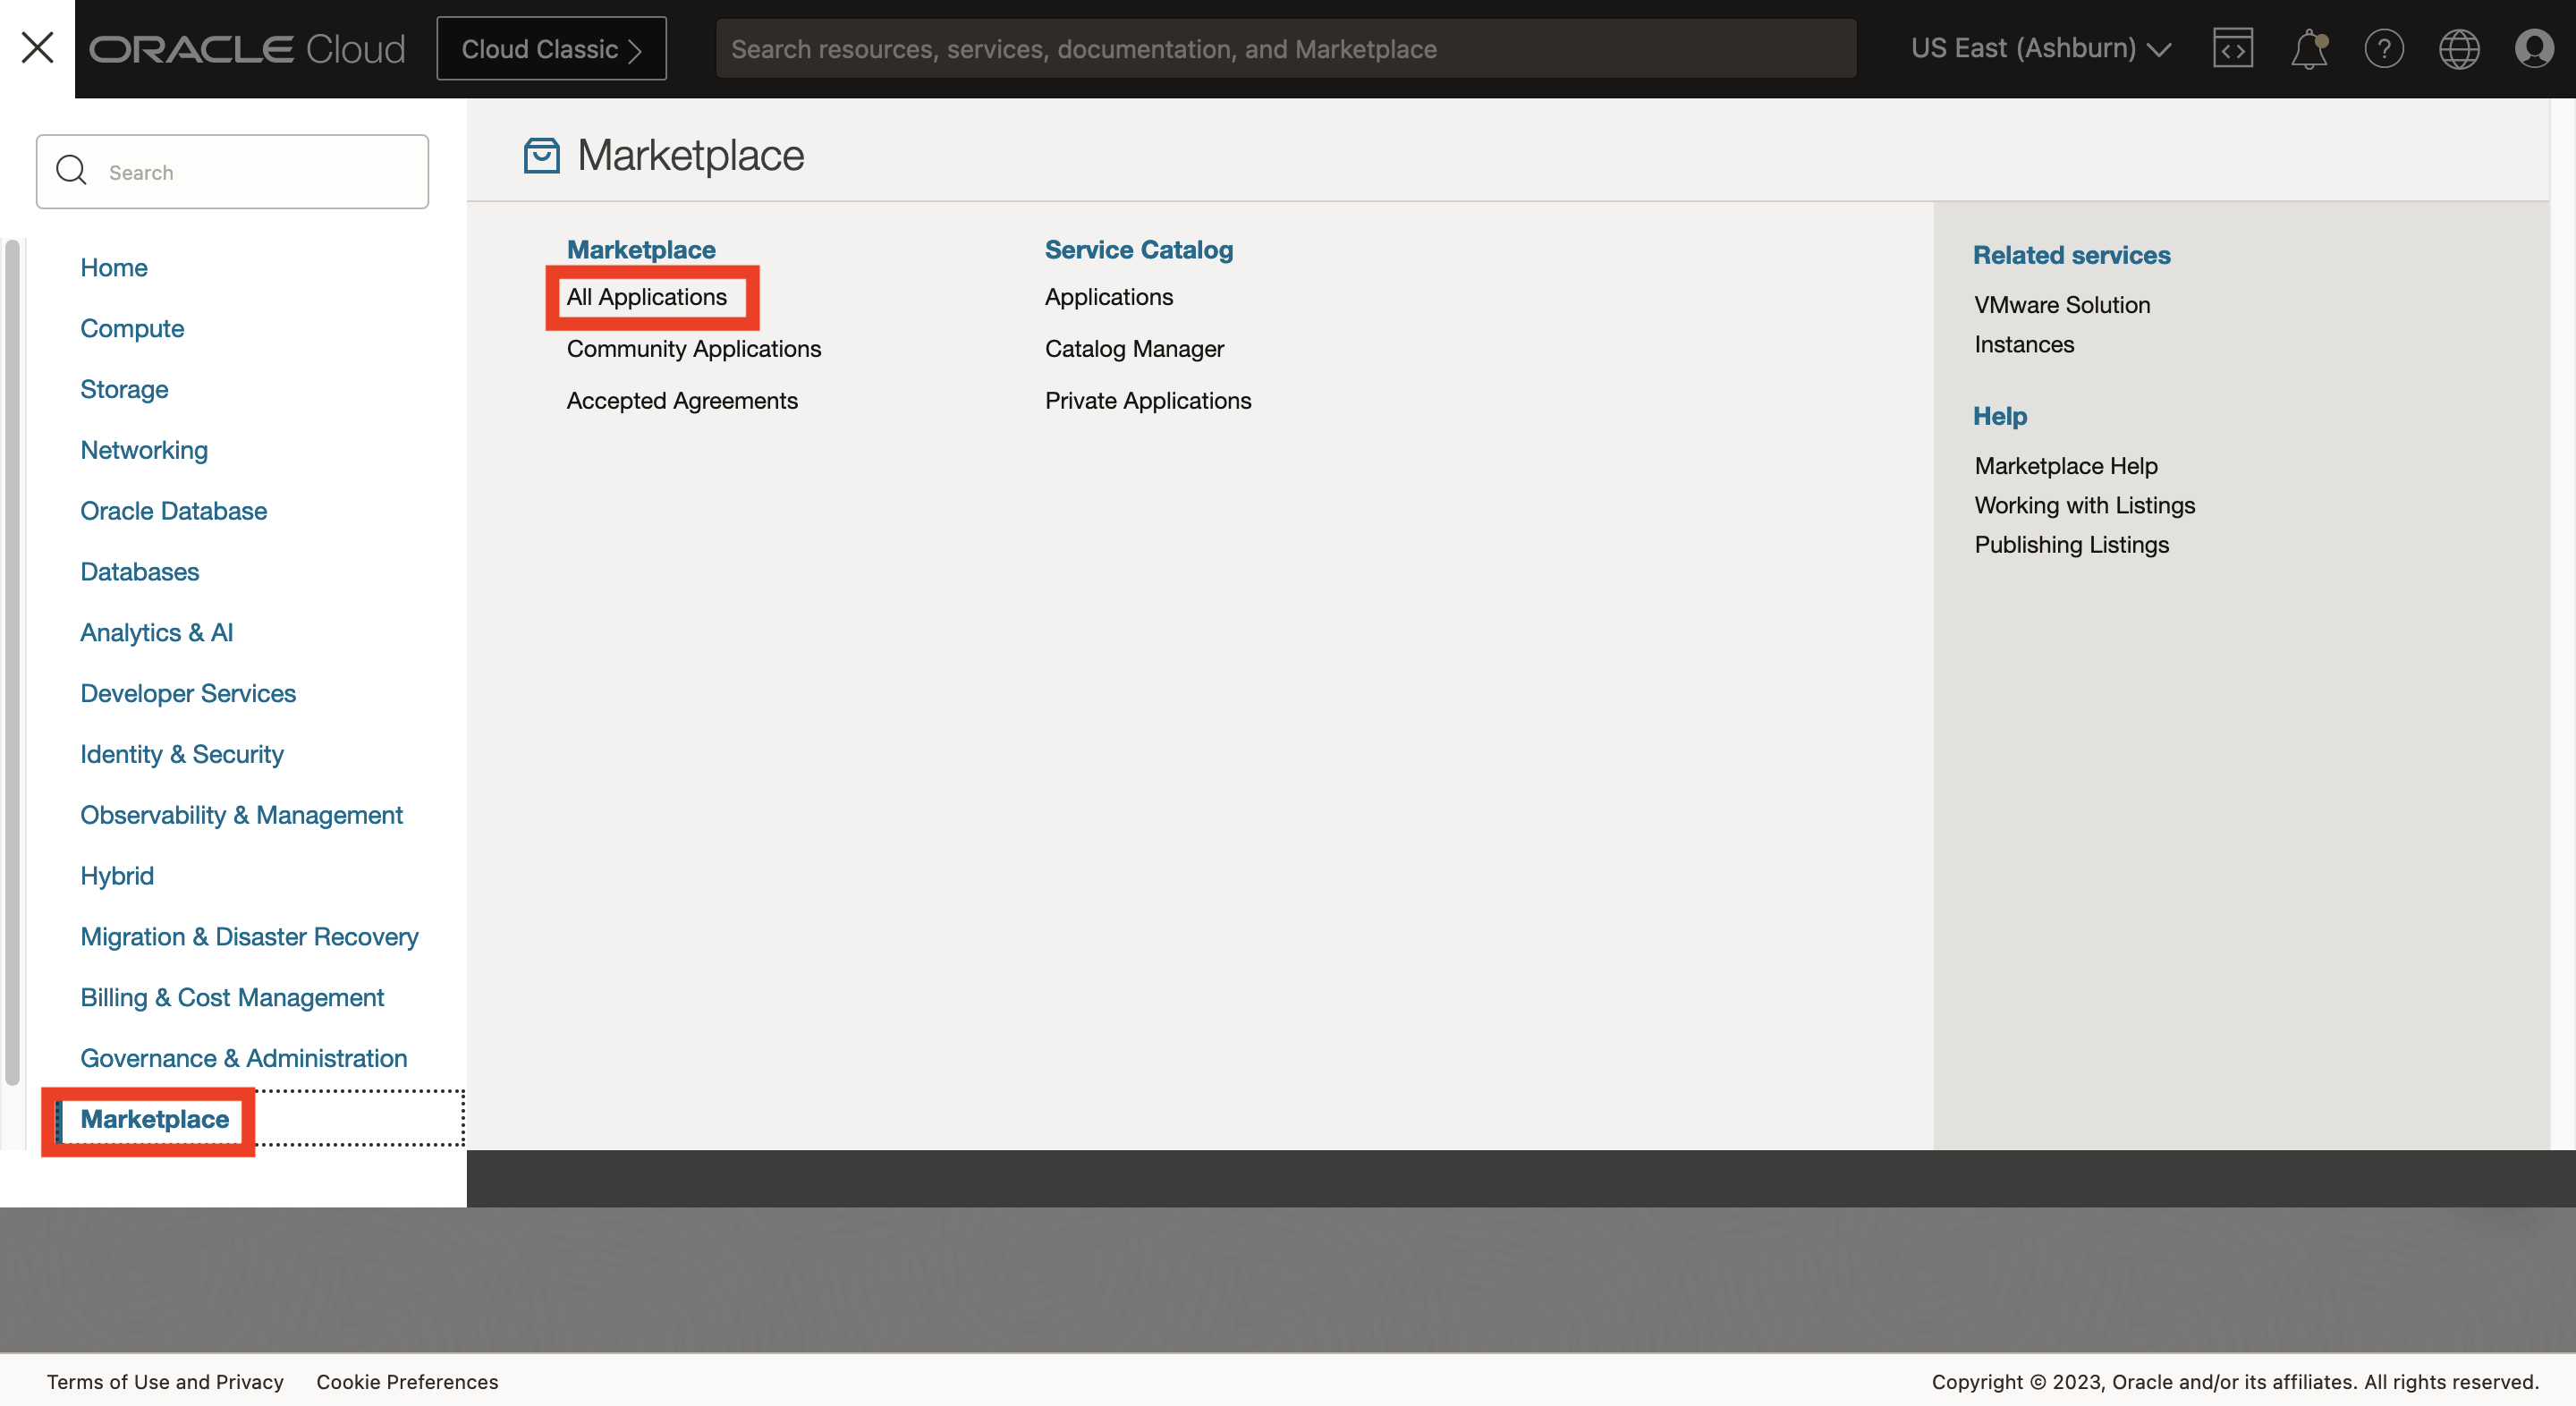 ORACLE Cloud
Cloud Classic
Search resources, services, documentation, and Marketplace
US East (Ashburn)
Search
Home
Compute
Storage
Networking
Oracle Database
Databases
Analytics & AI
Developer Services
Identity & Security
Observability & Management
Hybrid
Migration & Disaster Recovery
Billing & Cost Management
Governance & Administration
Marketplace
Marketplace
Marketplace
All Applications
Community Applications
Accepted Agreements
Service Catalog
Applications
Catalog Manager
Private Applications
Related services
VMware Solution
Instances
Help
Marketplace Help
Working with Listings
Publishing Listings
Terms of Use and Privacy
Cookie Preferences
Copyright © 2023, Oracle and/or its affiliates. All rights reserved.